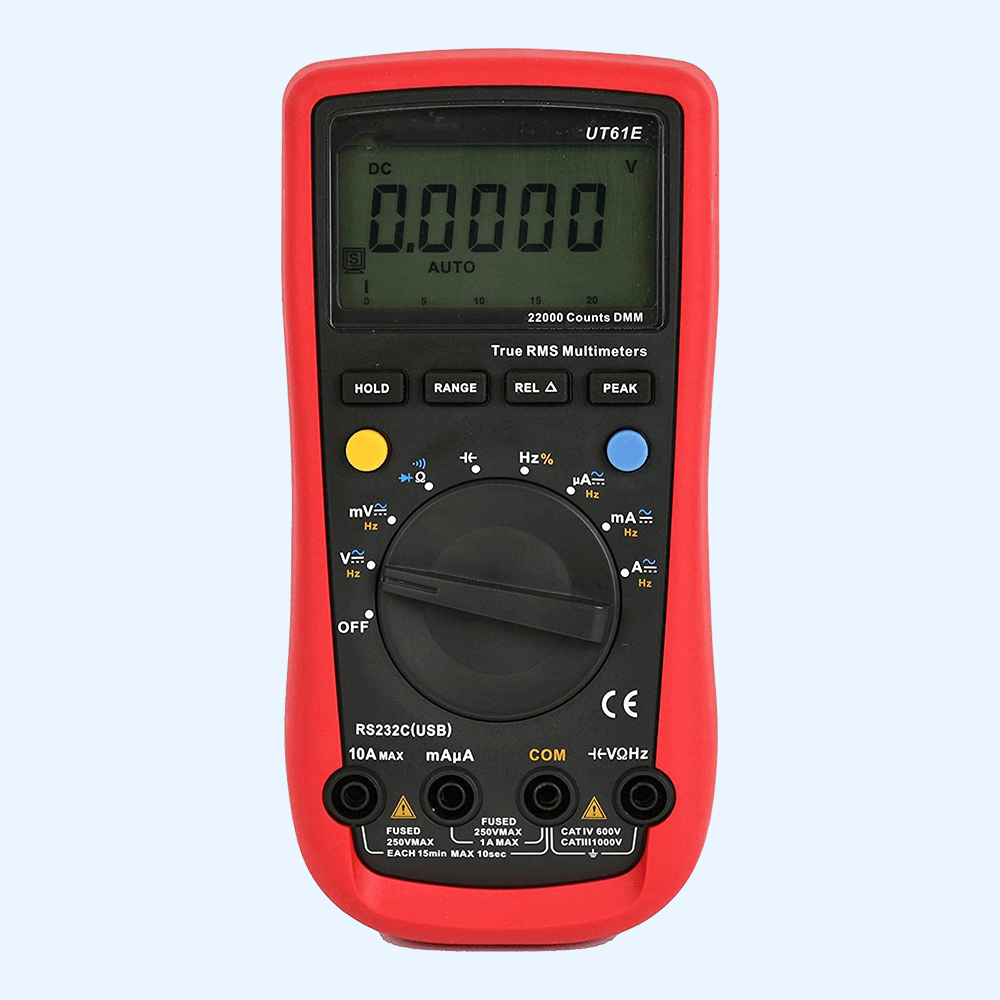 UT61E
DC V
0.0000
S
AUTO
0 5 10 15 20
22000 Counts DMM
True RMS Multimeters
HOLD RANGE REL △ PEAK
Hz%
Ω
µA
Hz
mV
Hz
mA
Hz
V
Hz
A
Hz
OFF
CE
RS232C(USB)
10A MAX mAµA COM VΩHz
FUSED
250VMAX
FUSED
250VMAX
1A MAX
CAT IV 600V
CATIII1000V
EACH 15min MAX 10sec